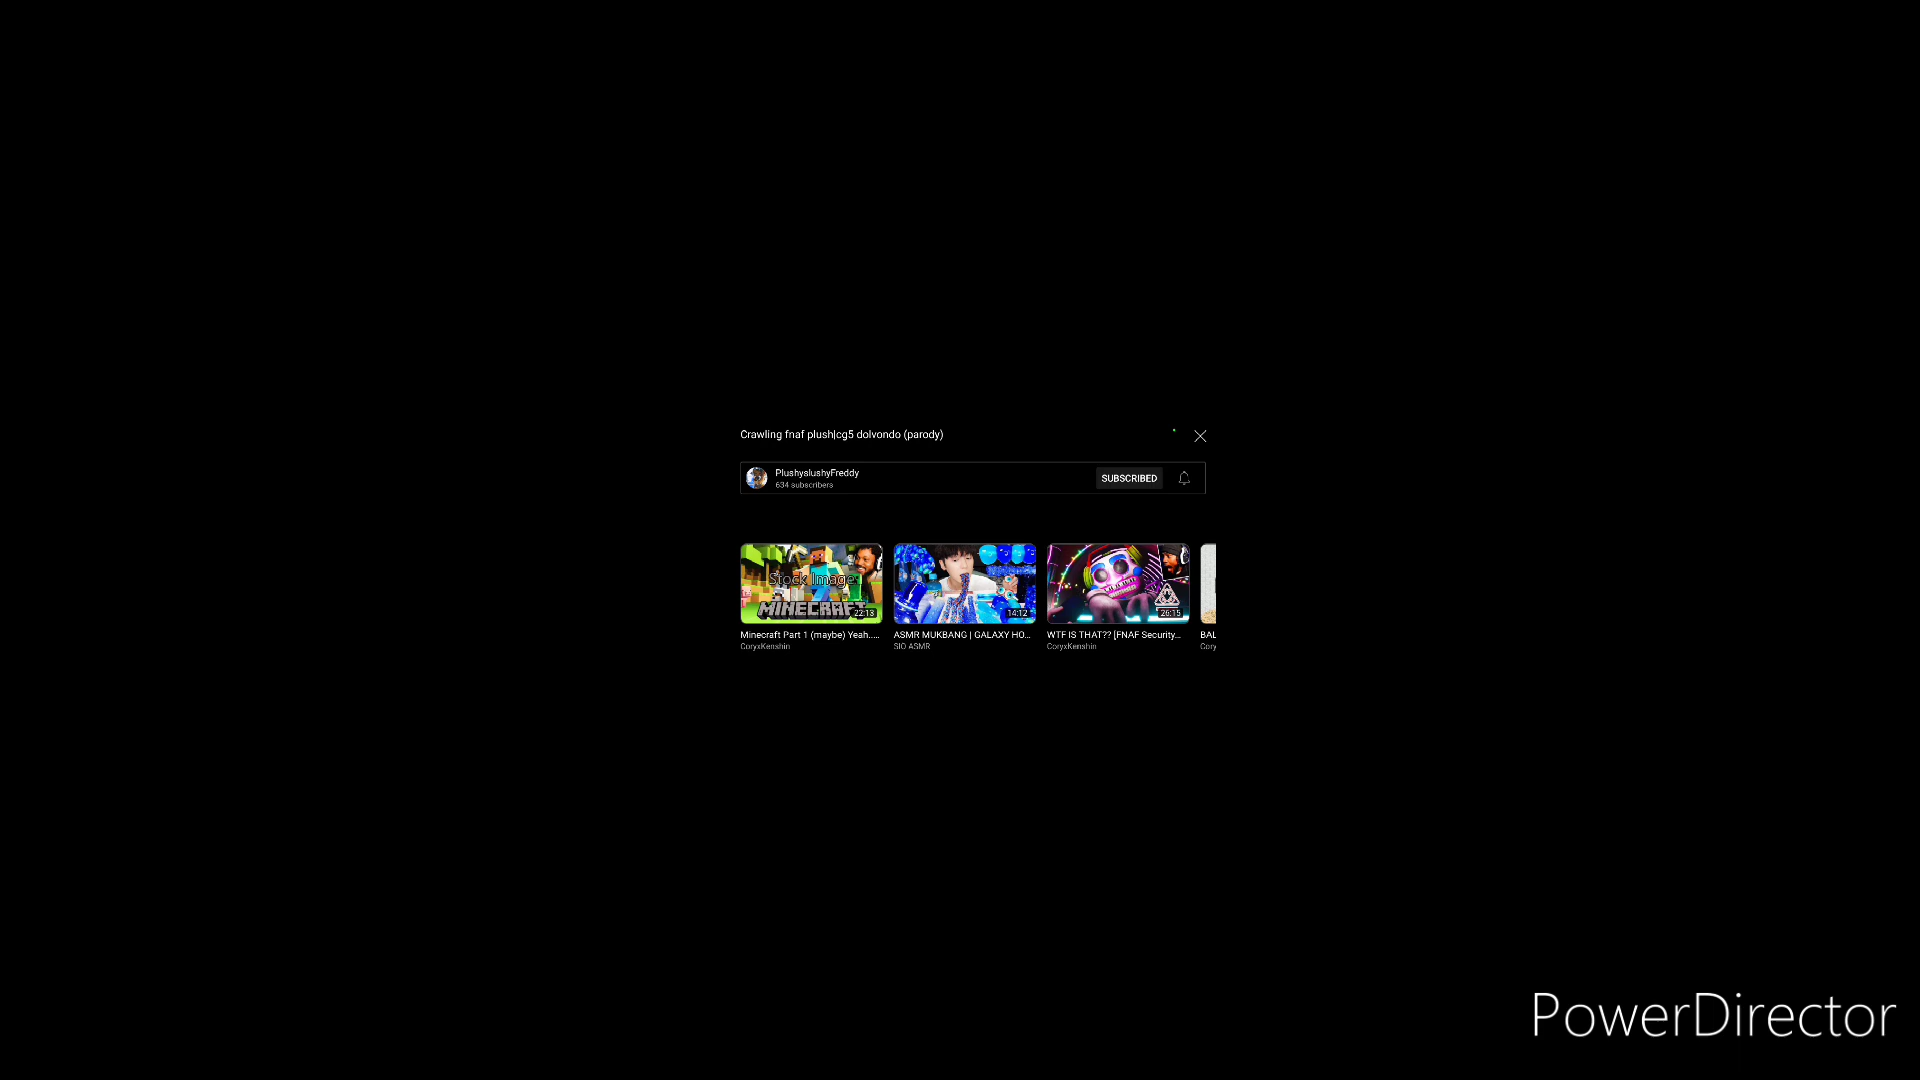 Crawling fnaf plush|cg5 dolvondo (parody)
PlushyslushyFreddy
634 subscribers
SUBSCRIBED
Stock Image
MINECRAFT
22:13
14:12
26:15
Minecraft Part 1 (maybe) Yeah.....
CoryxKenshin
ASMR MUKBANG | GALAXY HO...
SIO ASMR
WTF IS THAT?? [FNAF Security...
CoryxKenshin
BAL
Cory
PowerDirector